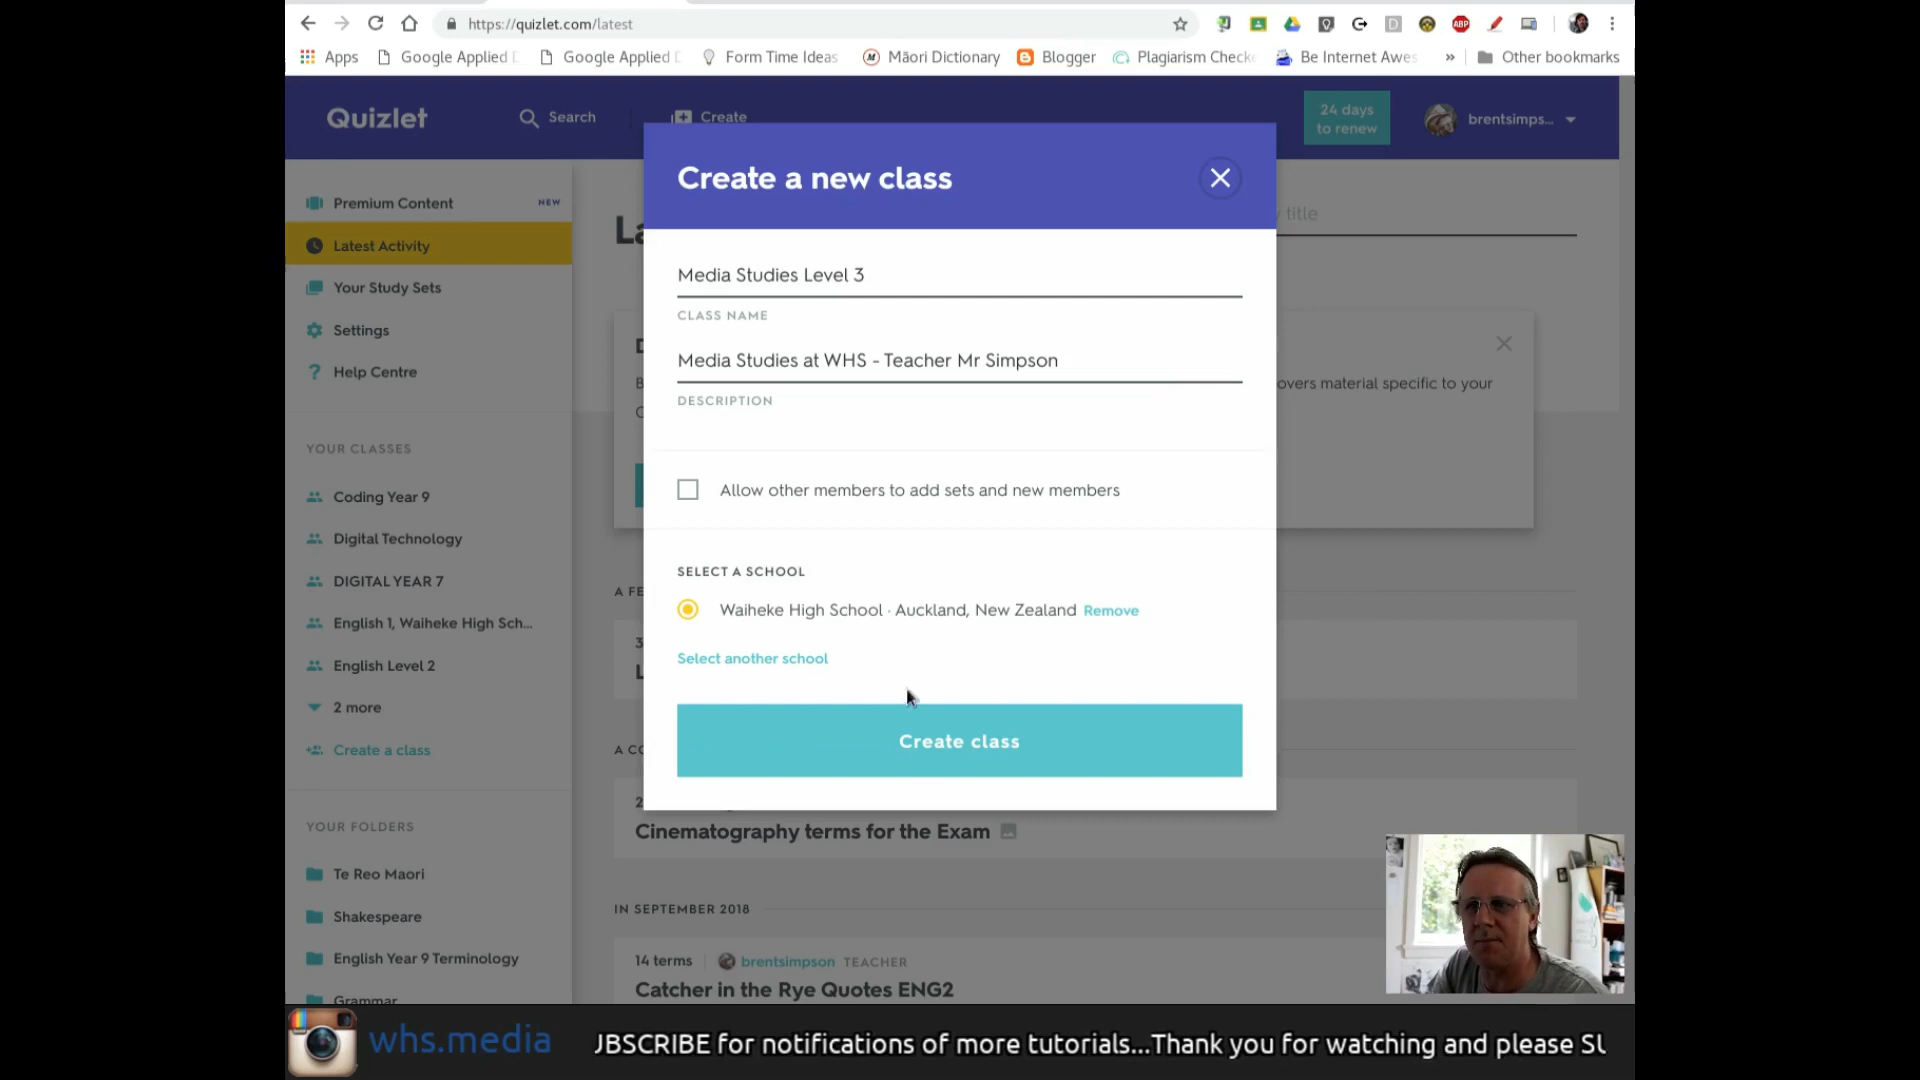 https://quizlet.com/latest
Apps
Google Applied D
Google Applied D
Form Time Ideas
Māori Dictionary
Blogger
Plagiarism Checke
Be Internet Awes
»
Other bookmarks
ABP
Quizlet
Search
Create
24 days
to renew
brentsimps...
Premium Content
NEW
Latest Activity
Your Study Sets
Settings
? Help Centre
YOUR CLASSES
Coding Year 9
Digital Technology
DIGITAL YEAR 7
English 1, Waiheke High Sch...
English Level 2
2 more
Create a class
YOUR FOLDERS
Te Reo Maori
Shakespeare
English Year 9 Terminology
Grammar
La
title
Create a new class
Media Studies Level 3
CLASS NAME
Media Studies at WHS - Teacher Mr Simpson
DESCRIPTION
overs material specific to your
Allow other members to add sets and new members
SELECT A SCHOOL
Waiheke High School · Auckland, New Zealand Remove
Select another school
Create class
A FE
A CO
Cinematography terms for the Exam
IN SEPTEMBER 2018
14 terms
brentsimpson TEACHER
Catcher in the Rye Quotes ENG2
whs.media
UBSCRIBE for notifications of more tutorials...Thank you for watching and please SU